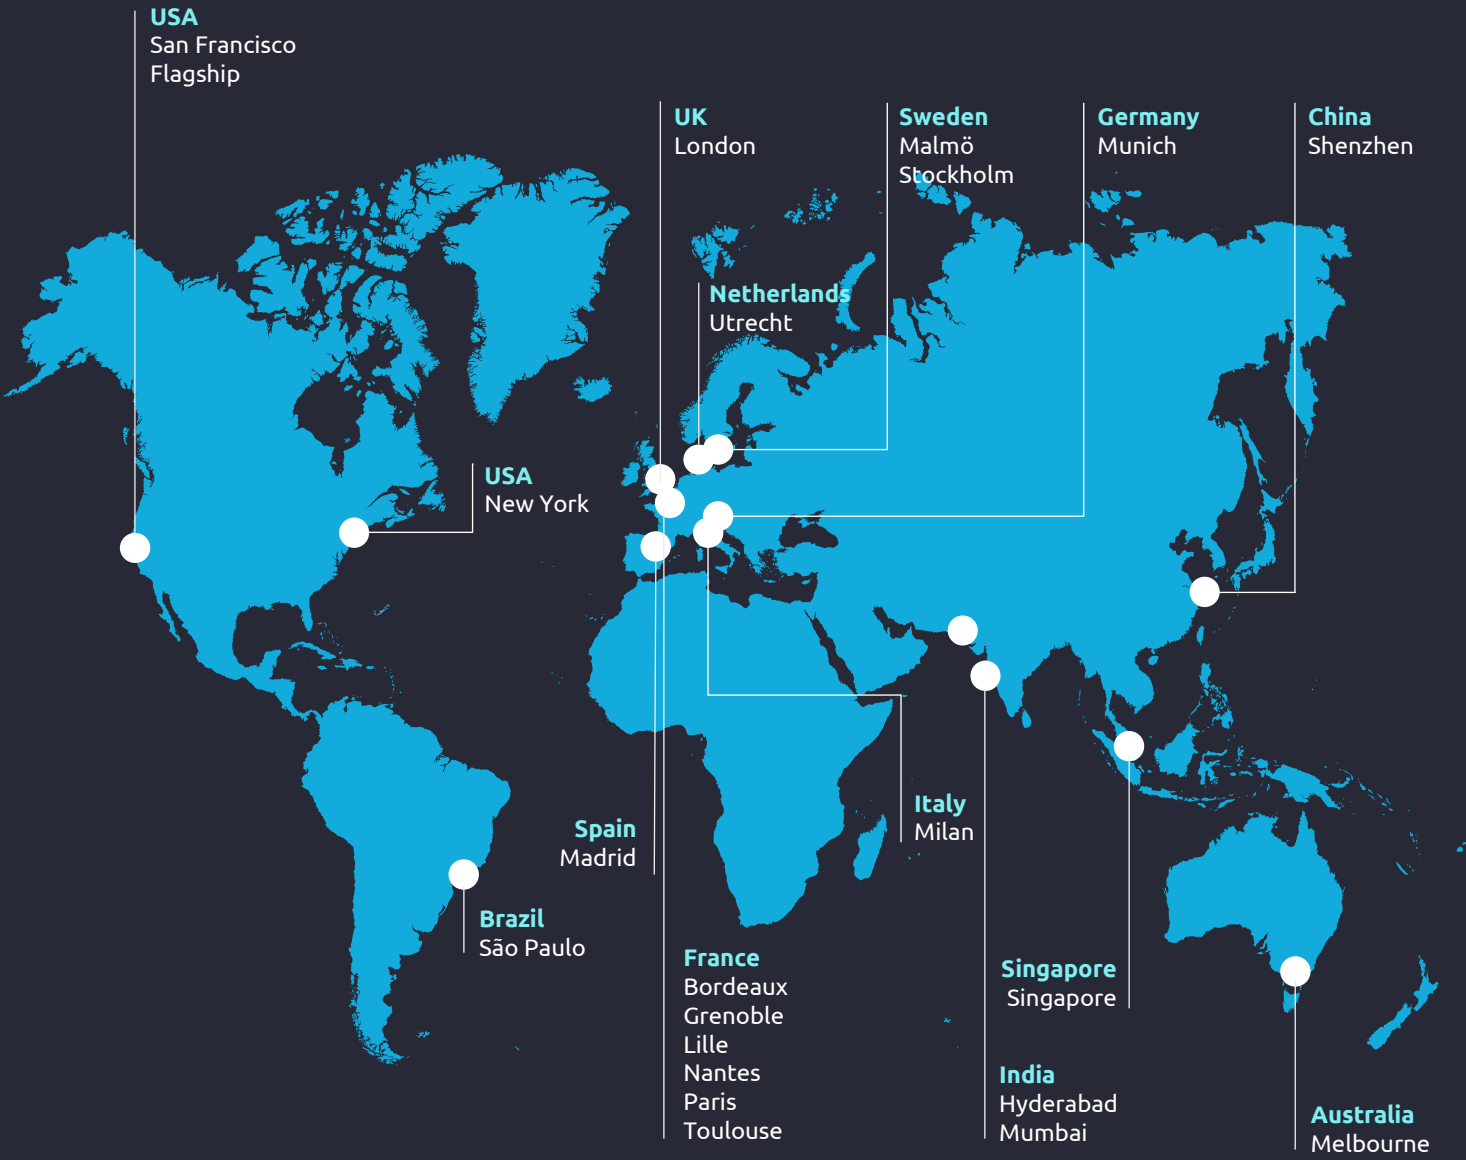 USA
San Francisco
Flagship
UK
London
Sweden
Malmö
Stockholm
Germany
Munich
China
Shenzhen
Netherlands
Utrecht
USA
New York
Italy
Milan
Spain
Madrid
Brazil
São Paulo
France
Bordeaux
Grenoble
Lille
Nantes
Paris
Toulouse
Singapore
Singapore
India
Hyderabad
Mumbai
Australia
Melbourne